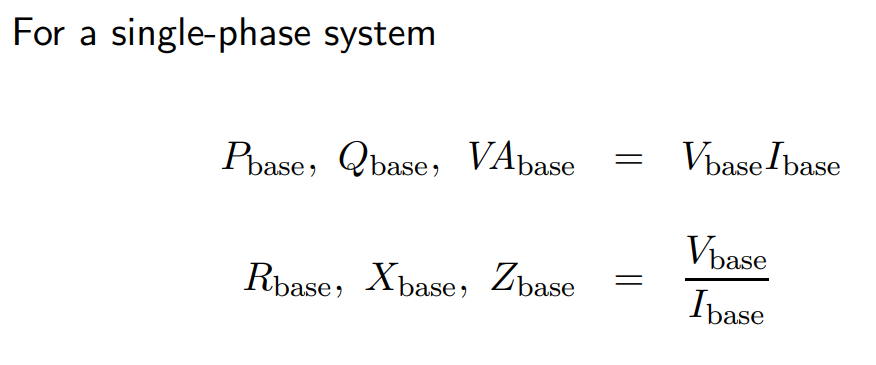 For a single-phase system
P_base, Q_base, VA_base = V_base I_base
R_base, X_base, Z_base = V_base / I_base